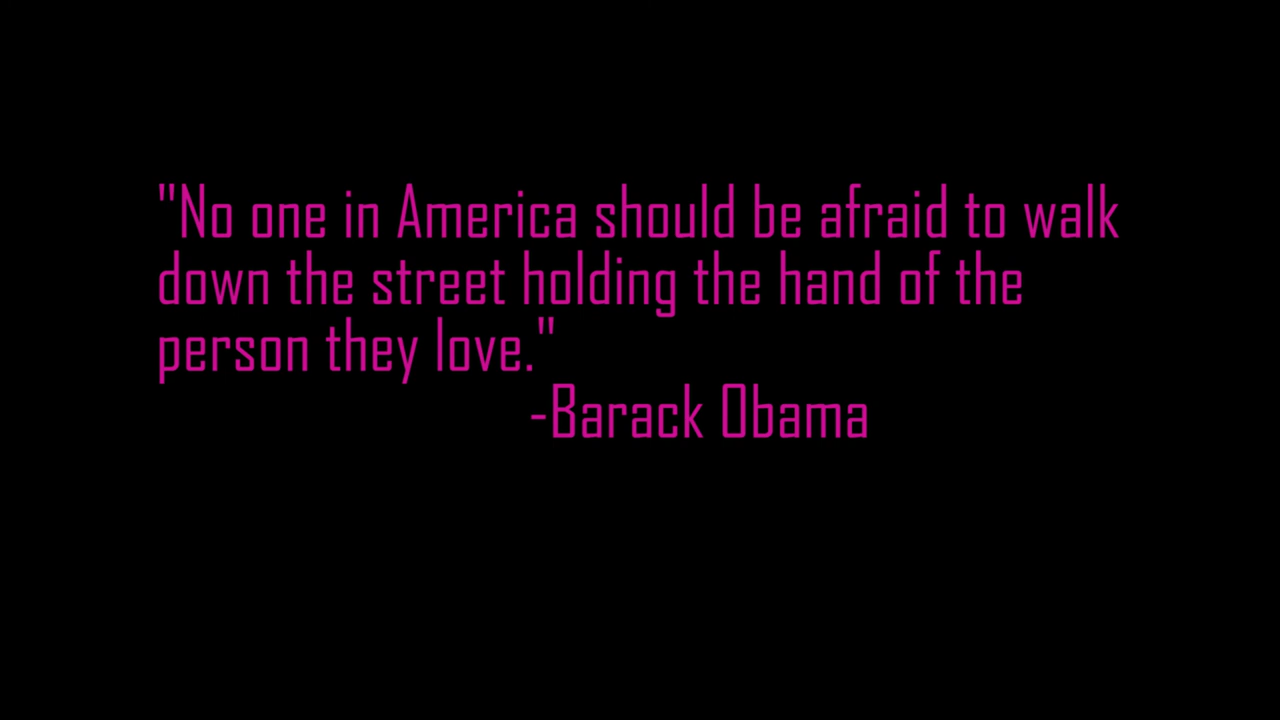 "No one in America should be afraid to walk
down the street holding the hand of the
person they love."
-Barack Obama